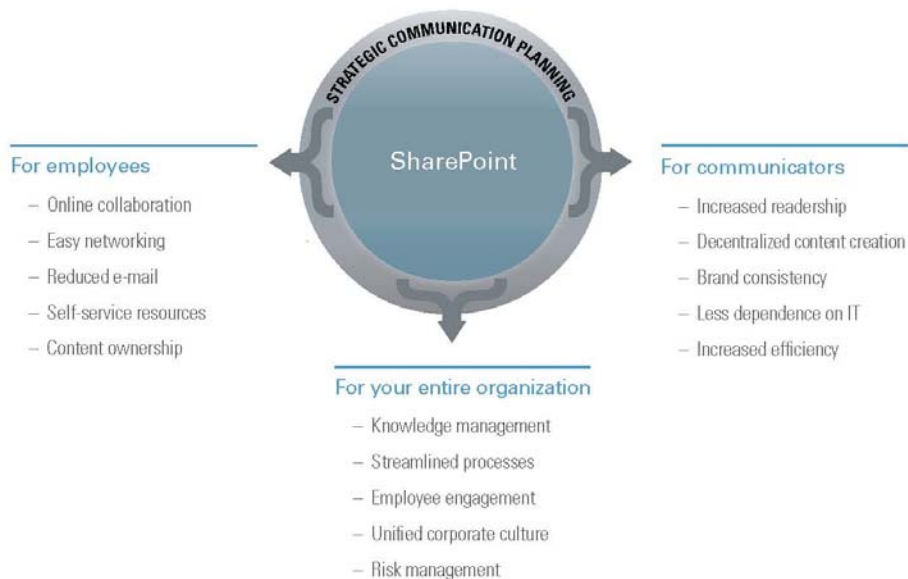 STRATEGIC COMMUNICATION PLANNING
SharePoint
For employees
– Online collaboration
– Easy networking
– Reduced e-mail
– Self-service resources
– Content ownership
For communicators
– Increased readership
– Decentralized content creation
– Brand consistency
– Less dependence on IT
– Increased efficiency
For your entire organization
– Knowledge management
– Streamlined processes
– Employee engagement
– Unified corporate culture
– Risk management